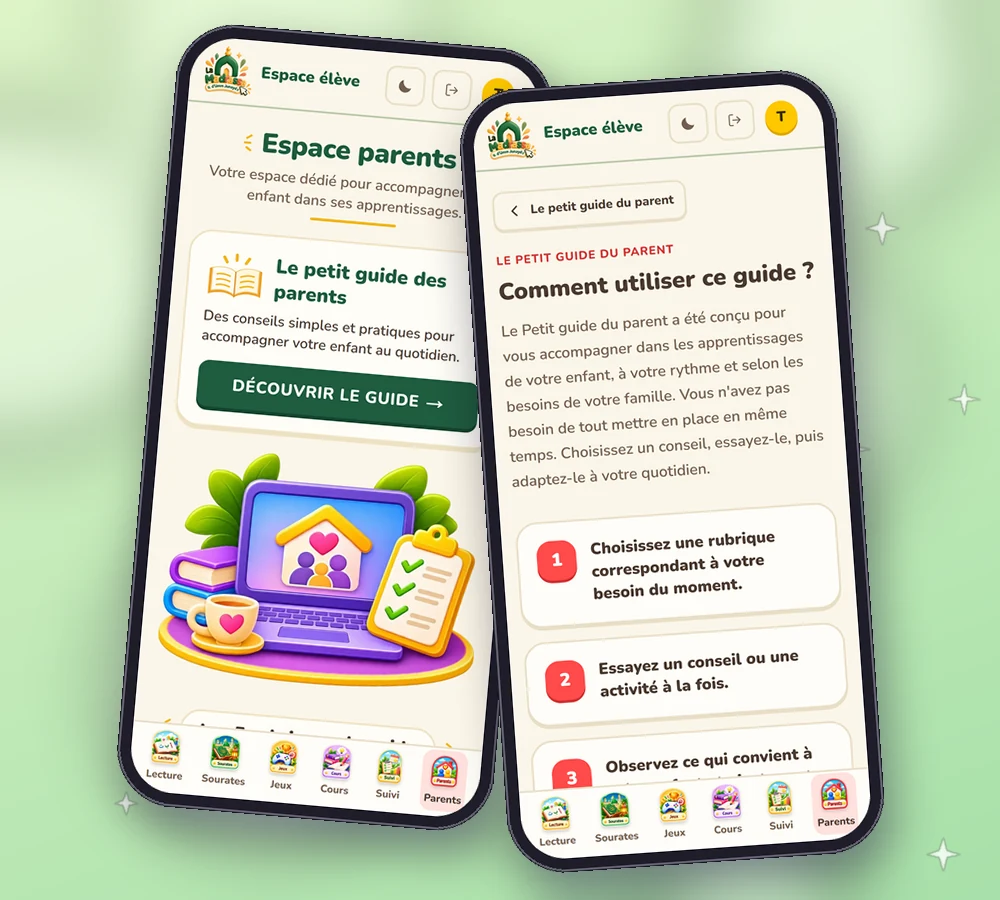 Espace élève
Espace parents
Votre espace dédié pour accompagner
enfant dans ses apprentissages.
Le petit guide des
parents
Des conseils simples et pratiques pour
accompagner votre enfant au quotidien.
DÉCOUVRIR LE GUIDE →
Lecture
Sourates
Jeux
Cours
Suivi
Parents
Espace élève
T
Le petit guide du parent
LE PETIT GUIDE DU PARENT
Comment utiliser ce guide ?
Le Petit guide du parent a été conçu pour
vous accompagner dans les apprentissages
de votre enfant, à votre rythme et selon les
besoins de votre famille. Vous n'avez pas
besoin de tout mettre en place en même
temps. Choisissez un conseil, essayez-le, puis
adaptez-le à votre quotidien.
1
Choisissez une rubrique
correspondant à votre
besoin du moment.
2
Essayez un conseil ou une
activité à la fois.
3
Observez ce qui convient à
Lecture
Sourates
Jeux
Cours
Suivi
Parents